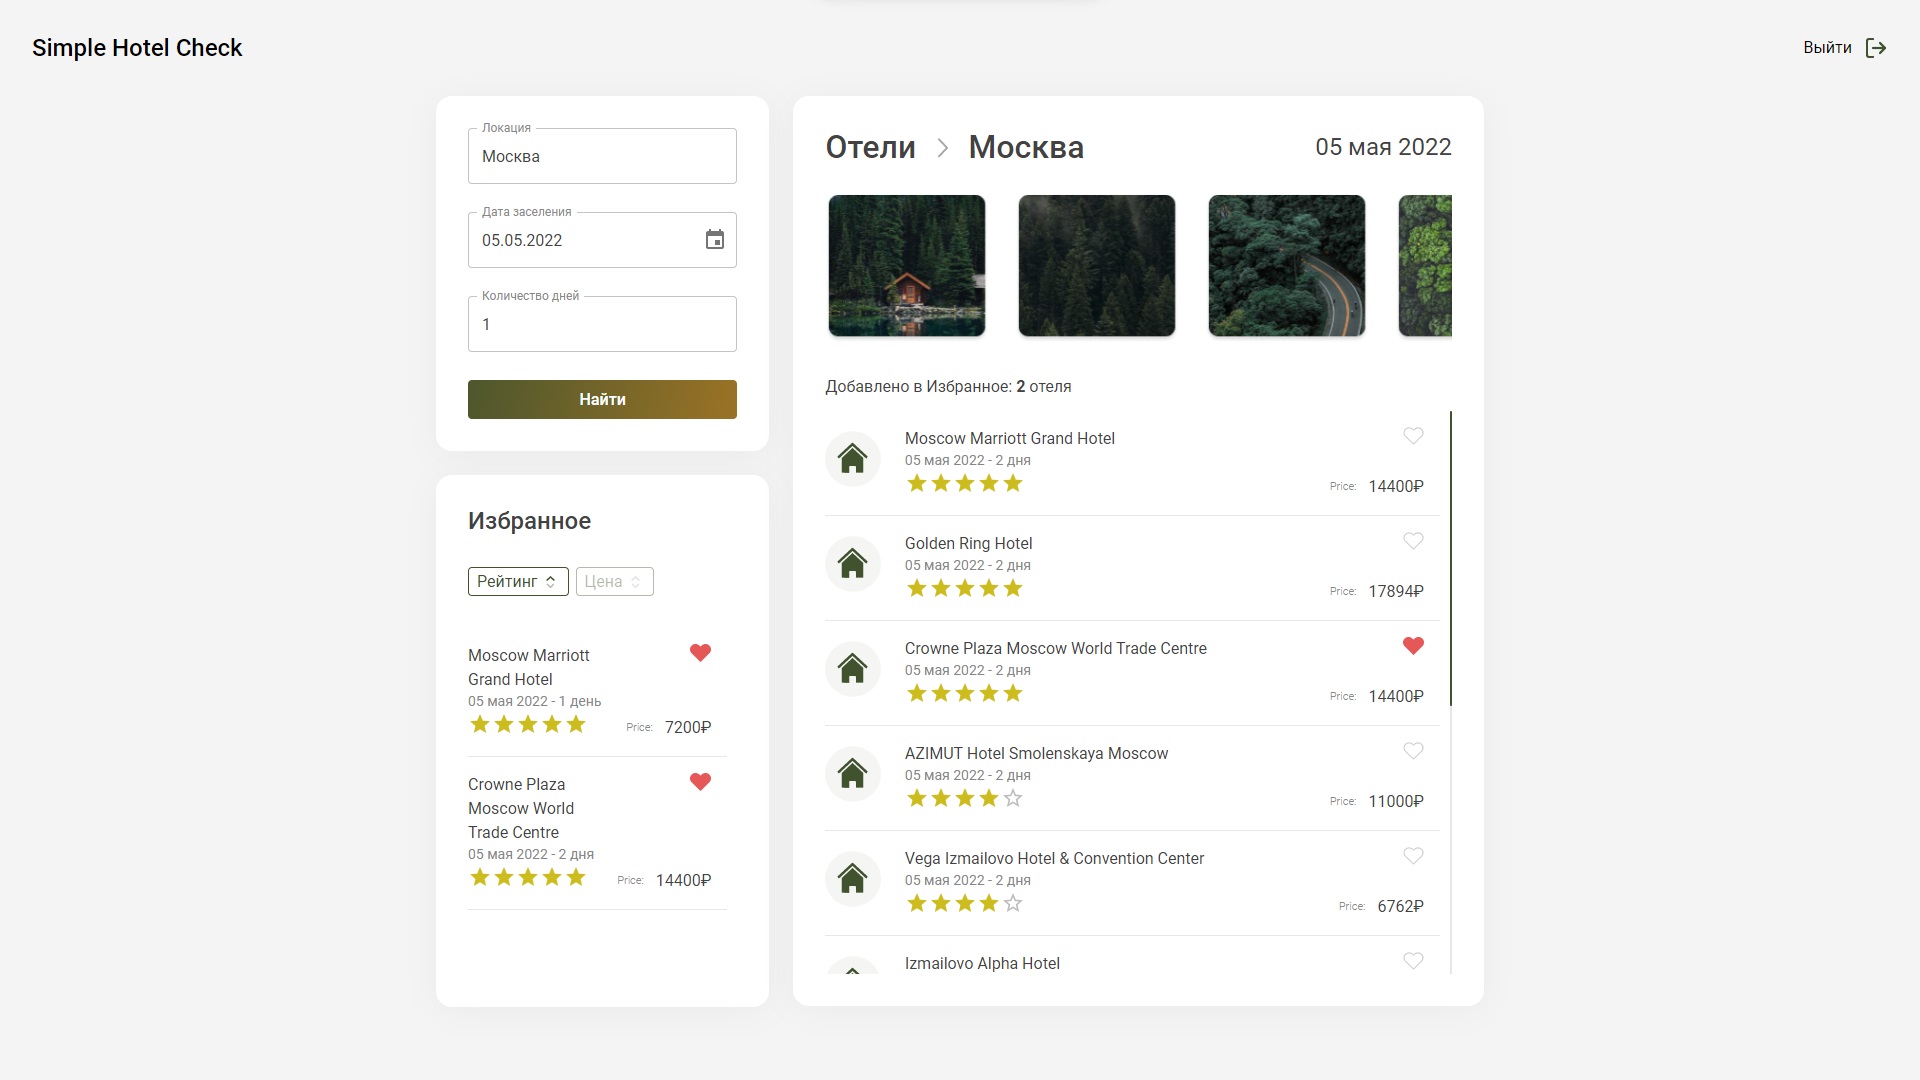 Simple Hotel Check
Выйти
Локация
Москва
Дата заселения
05.05.2022
Количество дней
1
Найти
Избранное
Рейтинг
Цена
Moscow Marriott
Grand Hotel
05 мая 2022 - 1 день
Price: 7200₽
Crowne Plaza
Moscow World
Trade Centre
05 мая 2022 - 2 дня
Price: 14400₽
Отели > Москва
05 мая 2022
Добавлено в Избранное: 2 отеля
Moscow Marriott Grand Hotel
05 мая 2022 - 2 дня
Price: 14400₽
Golden Ring Hotel
05 мая 2022 - 2 дня
Price: 17894₽
Crowne Plaza Moscow World Trade Centre
05 мая 2022 - 2 дня
Price: 14400₽
AZIMUT Hotel Smolenskaya Moscow
05 мая 2022 - 2 дня
Price: 11000₽
Vega Izmailovo Hotel & Convention Center
05 мая 2022 - 2 дня
Price: 6762₽
Izmailovo Alpha Hotel